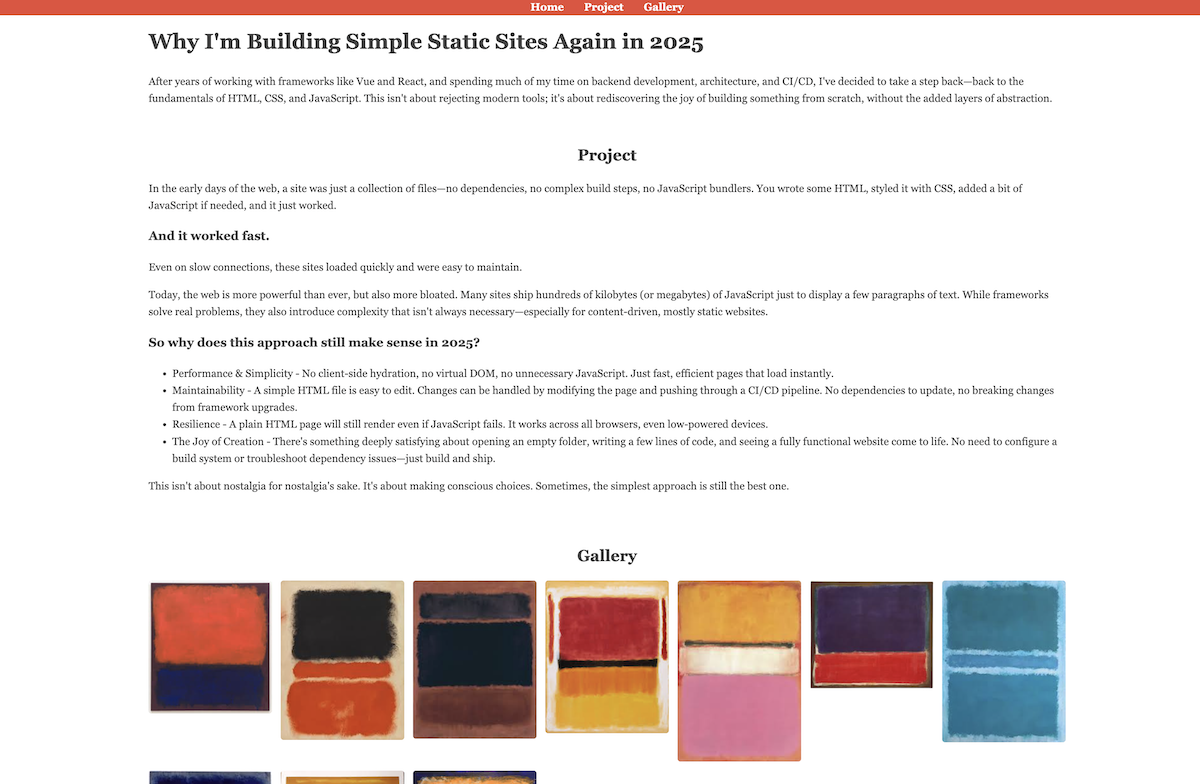 Home Project Gallery
Why I'm Building Simple Static Sites Again in 2025
After years of working with frameworks like Vue and React, and spending much of my time on backend development, architecture, and CI/CD, I've decided to take a step back—back to the
fundamentals of HTML, CSS, and JavaScript. This isn't about rejecting modern tools; it's about rediscovering the joy of building something from scratch, without the added layers of abstraction.
Project
In the early days of the web, a site was just a collection of files—no dependencies, no complex build steps, no JavaScript bundlers. You wrote some HTML, styled it with CSS, added a bit of
JavaScript if needed, and it just worked.
And it worked fast.
Even on slow connections, these sites loaded quickly and were easy to maintain.
Today, the web is more powerful than ever, but also more bloated. Many sites ship hundreds of kilobytes (or megabytes) of JavaScript just to display a few paragraphs of text. While frameworks
solve real problems, they also introduce complexity that isn't always necessary—especially for content-driven, mostly static websites.
So why does this approach still make sense in 2025?
• Performance & Simplicity - No client-side hydration, no virtual DOM, no unnecessary JavaScript. Just fast, efficient pages that load instantly.
• Maintainability - A simple HTML file is easy to edit. Changes can be handled by modifying the page and pushing through a CI/CD pipeline. No dependencies to update, no breaking changes
from framework upgrades.
• Resilience - A plain HTML page will still render even if JavaScript fails. It works across all browsers, even low-powered devices.
• The Joy of Creation - There's something deeply satisfying about opening an empty folder, writing a few lines of code, and seeing a fully functional website come to life. No need to configure a
build system or troubleshoot dependency issues—just build and ship.
This isn't about nostalgia for nostalgia's sake. It's about making conscious choices. Sometimes, the simplest approach is still the best one.
Gallery